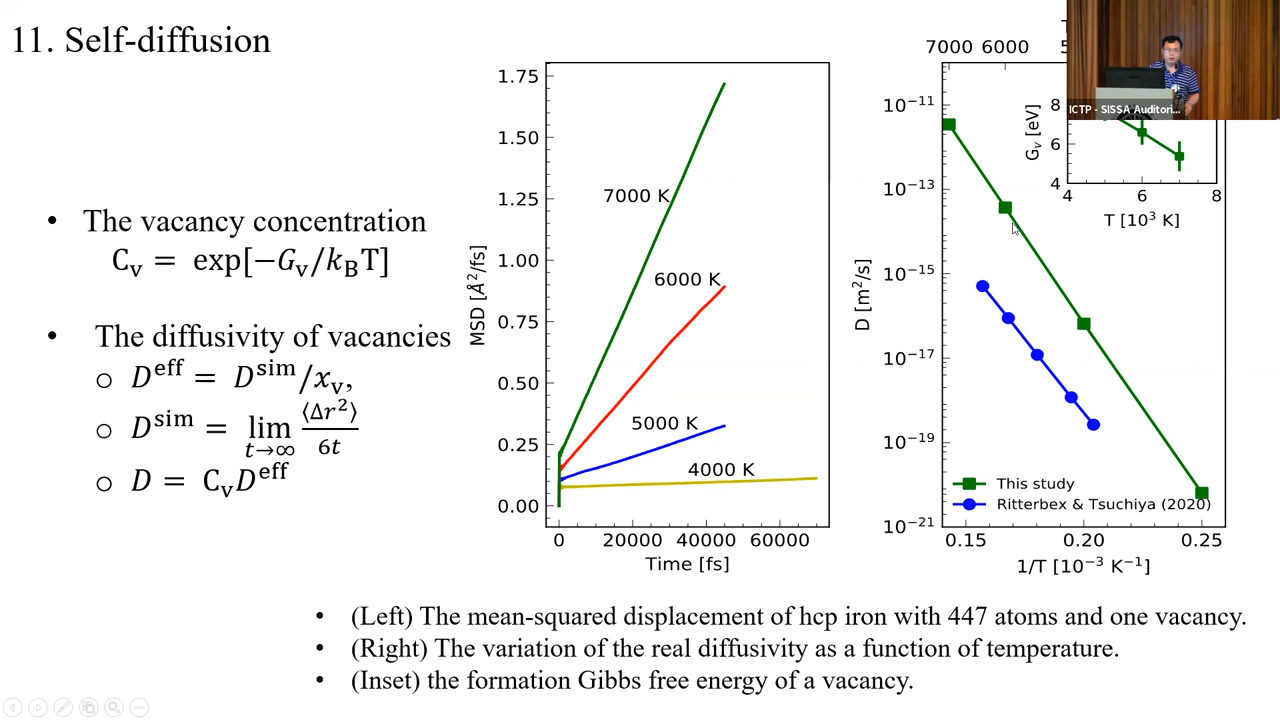 11. Self-diffusion
• The vacancy concentration
Cᵥ = exp[−Gᵥ/k_BT]
• The diffusivity of vacancies
○ D^eff = D^sim/xᵥ,
○ D^sim = lim_{t→∞} ⟨Δr²⟩/6t
○ D = CᵥD^eff
1.75
1.50
1.25
1.00
0.75
0.50
0.25
0.00
MSD [Å²/fs]
7000 K
6000 K
5000 K
4000 K
0 20000 40000 60000
Time [fs]
7000 6000
10⁻¹¹
10⁻¹³
10⁻¹⁵
10⁻¹⁷
10⁻¹⁹
10⁻²¹
D [m²/s]
ICTP - SISSA Auditori...
8
6
4
Gᵥ [eV]
4 6 8
T [10³ K]
This study
Ritterbex & Tsuchiya (2020)
0.15 0.20 0.25
1/T [10⁻³ K⁻¹]
• (Left) The mean-squared displacement of hcp iron with 447 atoms and one vacancy.
• (Right) The variation of the real diffusivity as a function of temperature.
• (Inset) the formation Gibbs free energy of a vacancy.